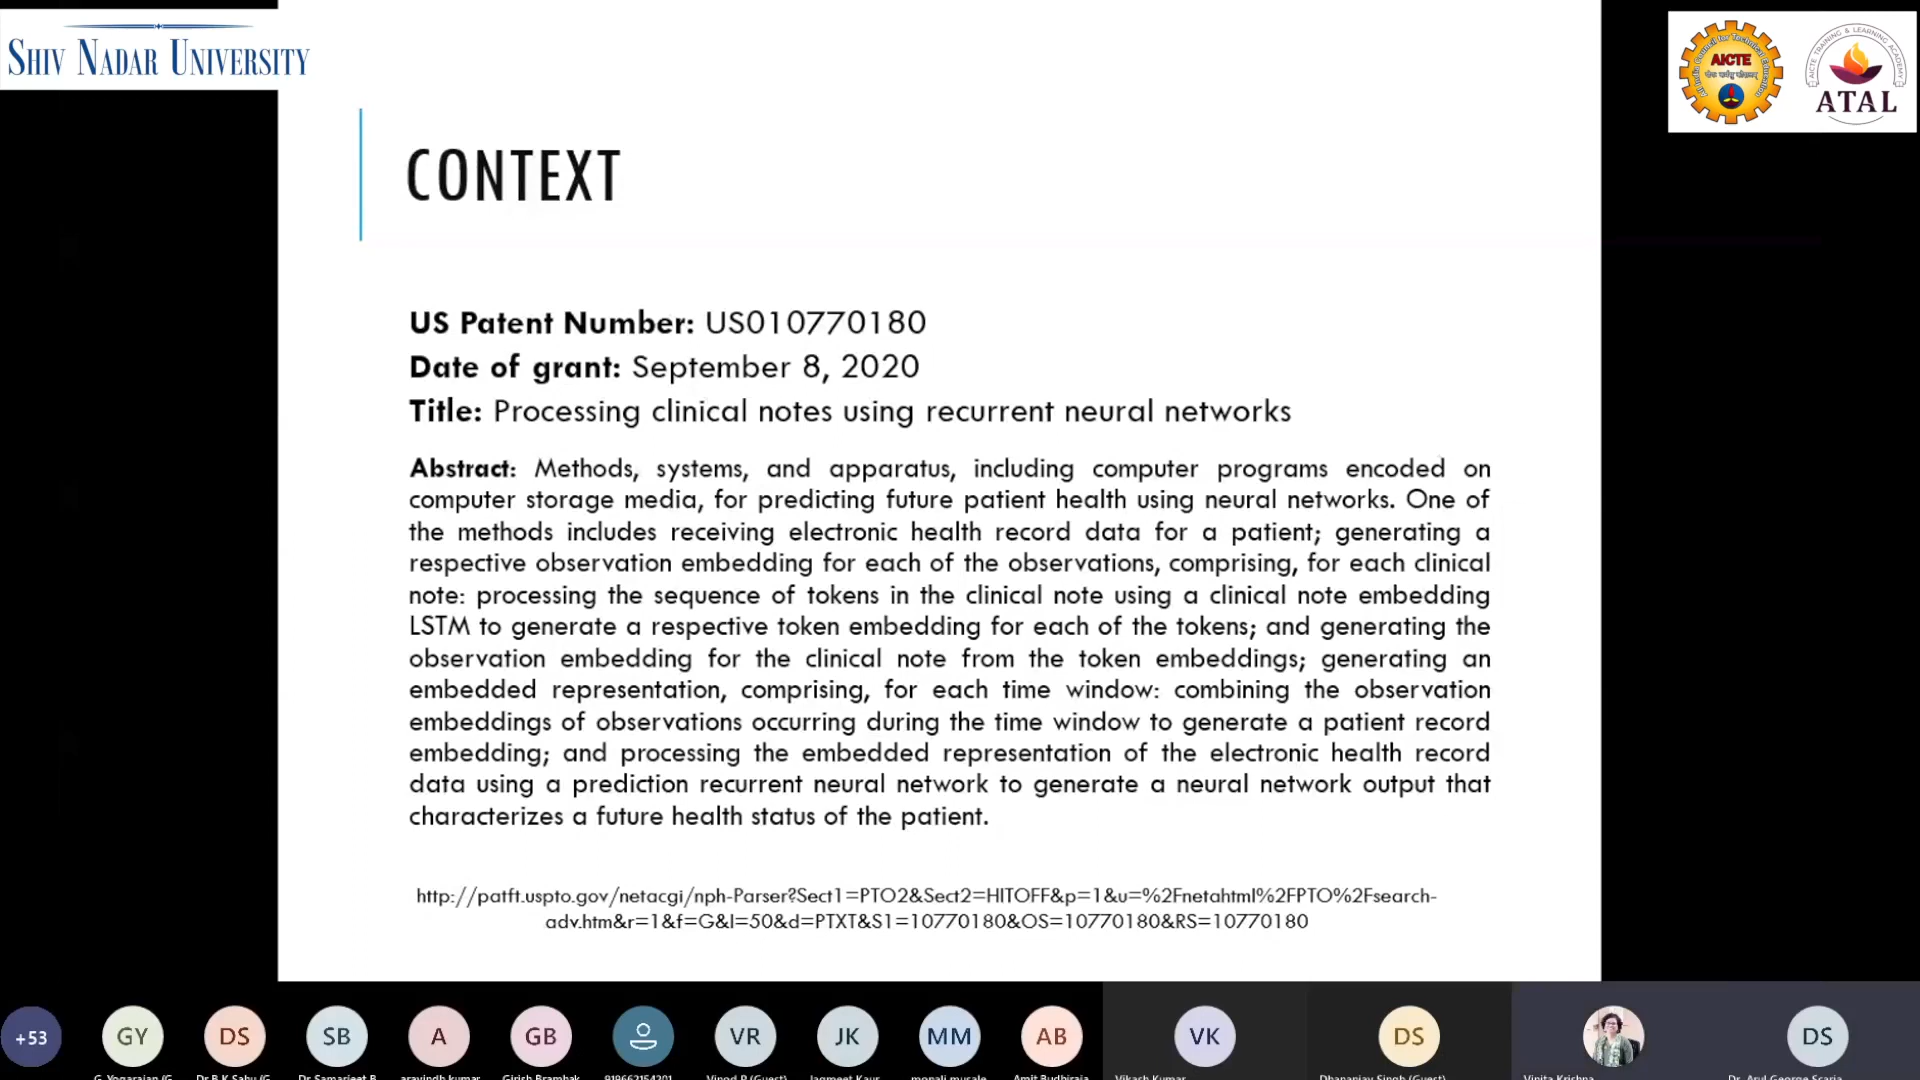 SHIV NADAR UNIVERSITY
AICTE
ATAL
CONTEXT
US Patent Number: US010770180
Date of grant: September 8, 2020
Title: Processing clinical notes using recurrent neural networks
Abstract: Methods, systems, and apparatus, including computer programs encoded on
computer storage media, for predicting future patient health using neural networks. One of
the methods includes receiving electronic health record data for a patient; generating a
respective observation embedding for each of the observations, comprising, for each clinical
note: processing the sequence of tokens in the clinical note using a clinical note embedding
LSTM to generate a respective token embedding for each of the tokens; and generating the
observation embedding for the clinical note from the token embeddings; generating an
embedded representation, comprising, for each time window: combining the observation
embeddings of observations occurring during the time window to generate a patient record
embedding; and processing the embedded representation of the electronic health record
data using a prediction recurrent neural network to generate a neural network output that
characterizes a future health status of the patient.
http://patft.uspto.gov/netacgi/nph-Parser?Sect1=PTO2&Sect2=HITOFF&p=1&u=%2Fnetahtml%2FPTO%2Fsearch-
adv.htm&r=1&f=G&l=50&d=PTXT&S1=10770180&OS=10770180&RS=10770180
+53 GY DS SB A GB VR JK MM AB VK DS DS